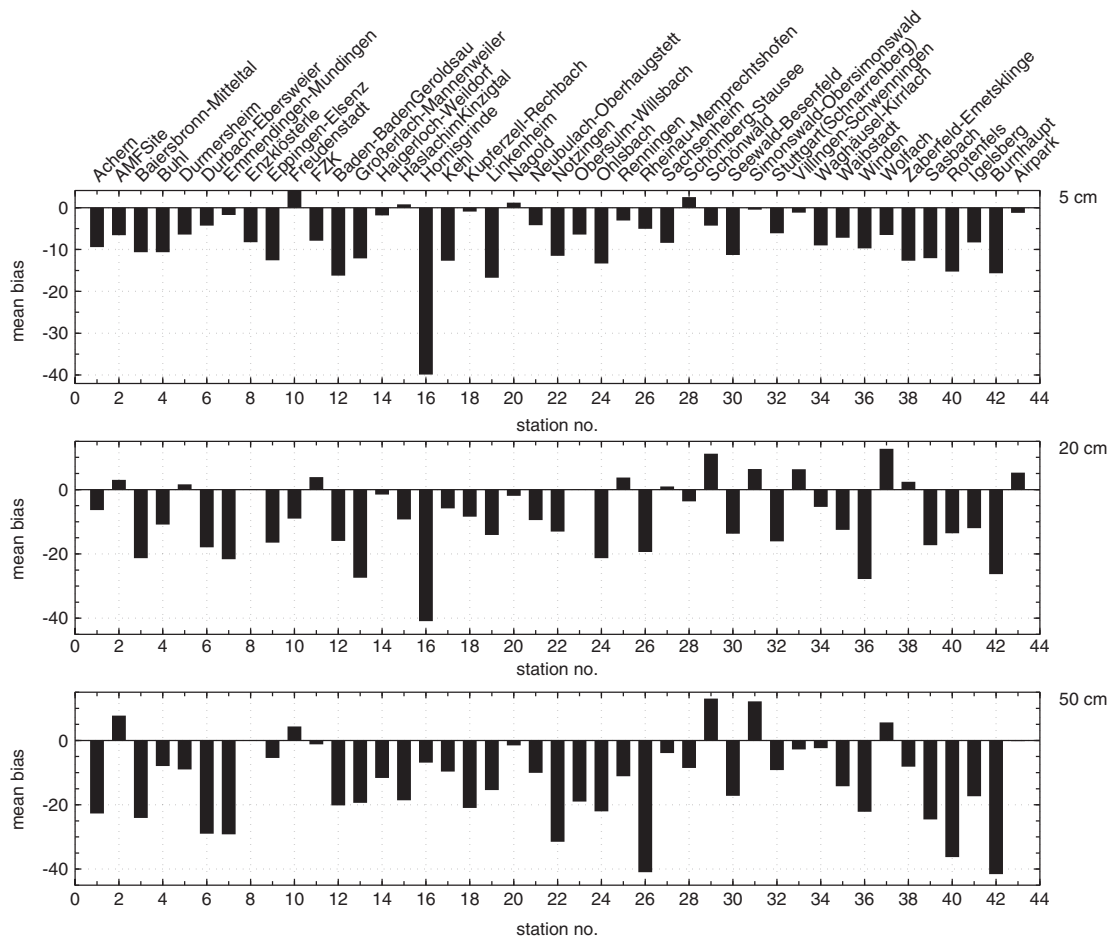 Achern
AMFSite
Baiersbronn-Mitteltal
Bühl
Durmersheim
Durbach-Ebersweier
Emmendingen-Mundingen
Enzklösterle
Eppingen-Elsenz
Freudenstadt
FZK
Baden-BadenGeroldsau
Großerlach-Mannenweiler
Haigerloch-Weildorf
HaslachimKinzigtal
Hornisgrinde
Kehl
Kupferzell-Rechbach
Linkenheim
Nagold
Neubulach-Oberhaugstett
Notzingen
Obersulm-Willsbach
Ohlsbach
Renningen
Rheinau-Memprechtshofen
Sachsenheim
Schömberg-Stausee
Schönwald
Seewald-Besenfeld
Simonswald-Obersimonswald
Stuttgart(Schnarrenberg)
Villingen-Schwenningen
Waghäusel-Kirrlach
Waibstadt
Winden
Wolfach
Zaberfeld-Ermetsklinge
Sasbach
Rotenfels
Igelsberg
Burnhaupt
Airpark
5 cm
mean bias
0
-10
-20
-30
-40
0 2 4 6 8 10 12 14 16 18 20 22 24 26 28 30 32 34 36 38 40 42 44
station no.
20 cm
mean bias
0
-20
-40
0 2 4 6 8 10 12 14 16 18 20 22 24 26 28 30 32 34 36 38 40 42 44
station no.
50 cm
mean bias
0
-20
-40
0 2 4 6 8 10 12 14 16 18 20 22 24 26 28 30 32 34 36 38 40 42 44
station no.